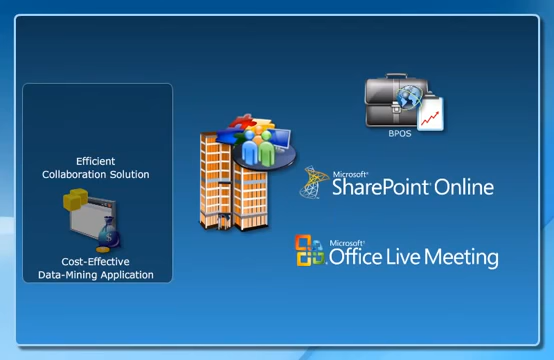 Efficient
Collaboration Solution
Cost-Effective
Data-Mining Application
BPOS
Microsoft®
SharePoint® Online
Microsoft®
Office Live Meeting